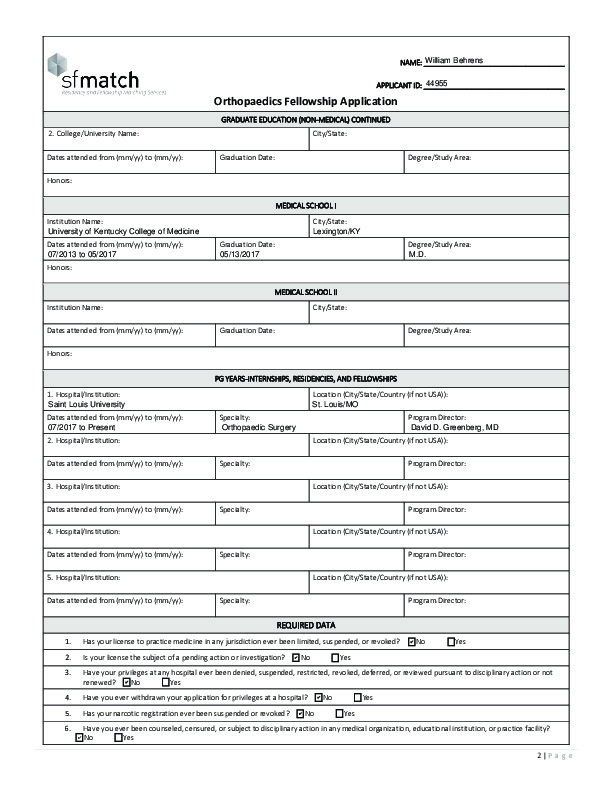 NAME: William Behrens
sfmatch
Residency and Fellowship Matching Services
APPLICANT ID: 44955
Orthopaedics Fellowship Application
GRADUATE EDUCATION (NON-MEDICAL) CONTINUED
2. College/University Name: City/State:
Dates attended from (mm/yy) to (mm/yy): Graduation Date: Degree/Study Area:
Honors:
MEDICAL SCHOOL I
Institution Name: City/State:
University of Kentucky College of Medicine Lexington/KY
Dates attended from (mm/yy) to (mm/yy): Graduation Date: Degree/Study Area:
07/2013 to 05/2017 05/13/2017 M.D.
Honors:
MEDICAL SCHOOL II
Institution Name: City/State:
Dates attended from (mm/yy) to (mm/yy): Graduation Date: Degree/Study Area:
Honors:
PG YEARS-INTERNSHIPS, RESIDENCIES, AND FELLOWSHIPS
1. Hospital/Institution: Location (City/State/Country (if not USA)):
Saint Louis University St. Louis/MO
Dates attended from (mm/yy) to (mm/yy): Specialty: Program Director:
07/2017 to Present Orthopaedic Surgery David D. Greenberg, MD
2. Hospital/Institution: Location (City/State/Country (if not USA)):
Dates attended from (mm/yy) to (mm/yy): Specialty: Program Director:
3. Hospital/Institution: Location (City/State/Country (if not USA)):
Dates attended from (mm/yy) to (mm/yy): Specialty: Program Director:
4. Hospital/Institution: Location (City/State/Country (if not USA)):
Dates attended from (mm/yy) to (mm/yy): Specialty: Program Director:
5. Hospital/Institution: Location (City/State/Country (if not USA)):
Dates attended from (mm/yy) to (mm/yy): Specialty: Program Director:
REQUIRED DATA
1. Has your license to practice medicine in any jurisdiction ever been limited, suspended, or revoked? ☑No ☐Yes
2. Is your license the subject of a pending action or investigation? ☑No ☐Yes
3. Have your privileges at any hospital ever been denied, suspended, restricted, revoked, deferred, or reviewed pursuant to disciplinary action or not
renewed? ☑No ☐Yes
4. Have you ever withdrawn your application for privileges at a hospital? ☑No ☐Yes
5. Has your narcotic registration ever been suspended or revoked? ☑No ☐Yes
6. Have you ever been counseled, censured, or subject to disciplinary action in any medical organization, educational institution, or practice facility?
☑No ☐Yes
2 | Page